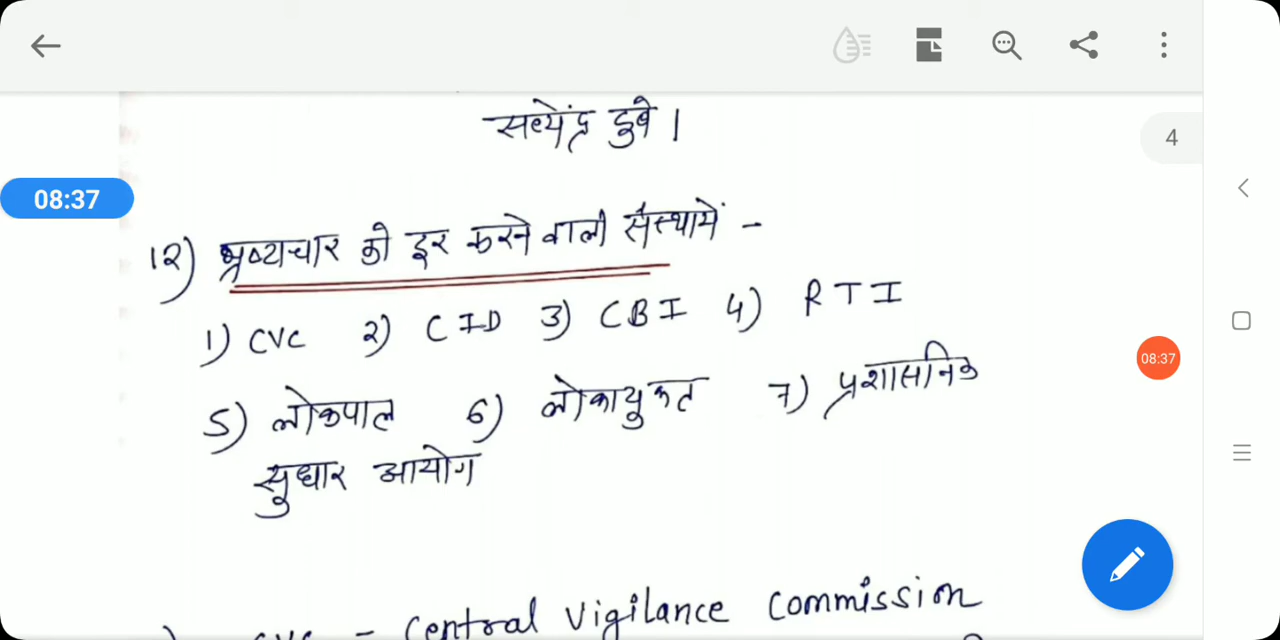 4
सत्येंद्र दुबे ।
08:37
12) भ्रष्टाचार को दूर करने वाली संस्थायें -
1) CVC 2) CID 3) CBI 4) RTI
08:37
5) लोकपाल 6) लोकायुक्त 7) प्रशासनिक
सुधार आयोग
CVC - Central Vigilance Commission